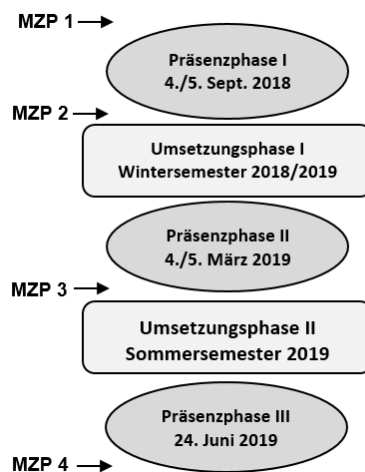 MZP 1
Präsenzphase I
4./5. Sept. 2018
MZP 2
Umsetzungsphase I
Wintersemester 2018/2019
Präsenzphase II
4./5. März 2019
MZP 3
Umsetzungsphase II
Sommersemester 2019
Präsenzphase III
24. Juni 2019
MZP 4